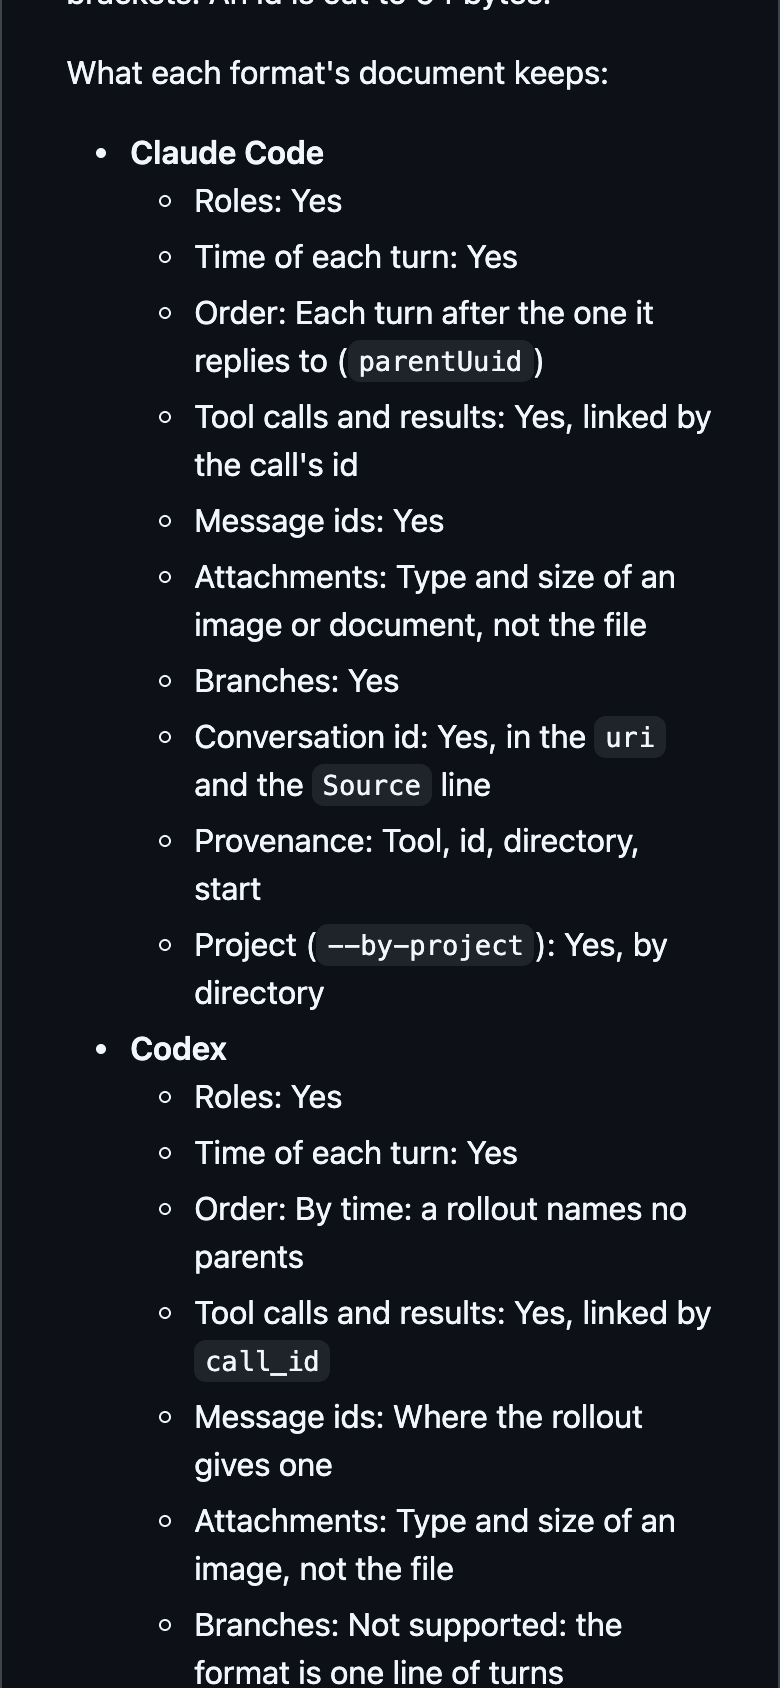 What each format's document keeps:
• Claude Code
◦ Roles: Yes
◦ Time of each turn: Yes
◦ Order: Each turn after the one it
replies to (parentUuid)
◦ Tool calls and results: Yes, linked by
the call's id
◦ Message ids: Yes
◦ Attachments: Type and size of an
image or document, not the file
◦ Branches: Yes
◦ Conversation id: Yes, in the uri
and the Source line
◦ Provenance: Tool, id, directory,
start
◦ Project (--by-project): Yes, by
directory
• Codex
◦ Roles: Yes
◦ Time of each turn: Yes
◦ Order: By time: a rollout names no
parents
◦ Tool calls and results: Yes, linked by
call_id
◦ Message ids: Where the rollout
gives one
◦ Attachments: Type and size of an
image, not the file
◦ Branches: Not supported: the
format is one line of turns